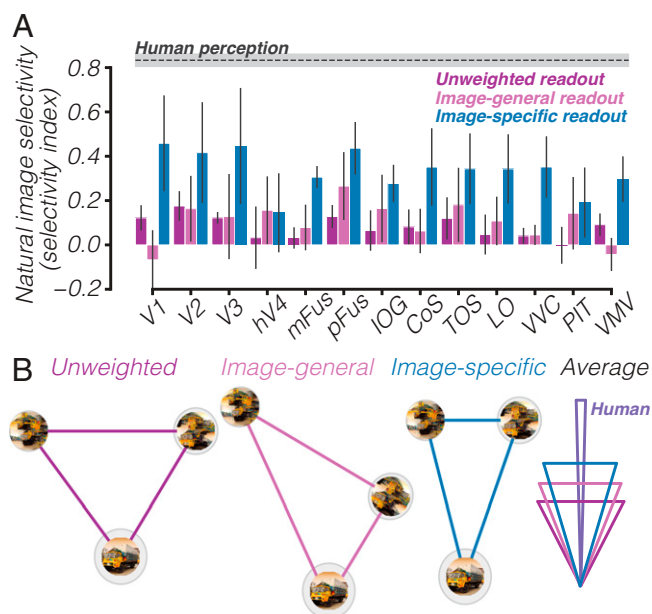 A
Human perception
Unweighted readout
Image-general readout
Image-specific readout
Natural image selectivity
(selectivity index)
0.8
0.6
0.4
0.2
0.0
−0.2
V1 V2 V3 hV4 mFus pFus IOG CoS TOS LO VVC PIT VMV
B Unweighted Image-general Image-specific Average
Human